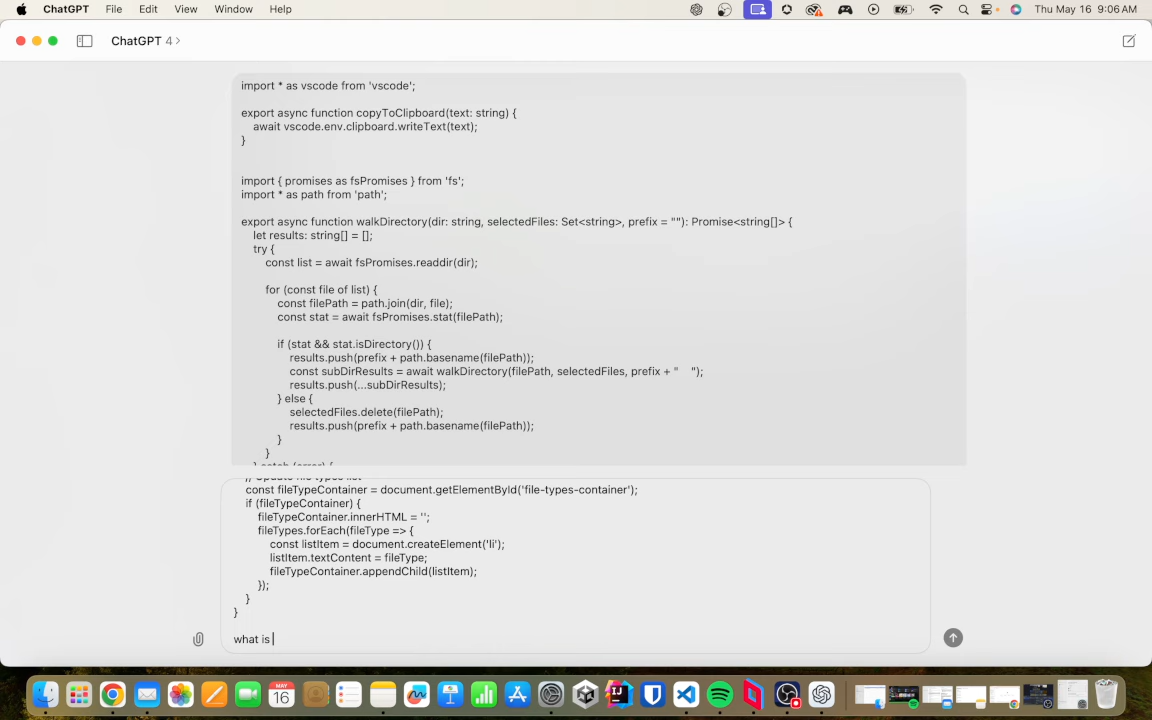 ChatGPT File Edit View Window Help Thu May 16 9:06 AM
ChatGPT 4 >
import * as vscode from 'vscode';
export async function copyToClipboard(text: string) {
await vscode.env.clipboard.writeText(text);
}
import { promises as fsPromises } from 'fs';
import * as path from 'path';
export async function walkDirectory(dir: string, selectedFiles: Set<string>, prefix = ""): Promise<string[]> {
let results: string[] = [];
try {
const list = await fsPromises.readdir(dir);
for (const file of list) {
const filePath = path.join(dir, file);
const stat = await fsPromises.stat(filePath);
if (stat && stat.isDirectory()) {
results.push(prefix + path.basename(filePath));
const subDirResults = await walkDirectory(filePath, selectedFiles, prefix + "    ");
results.push(...subDirResults);
} else {
selectedFiles.delete(filePath);
results.push(prefix + path.basename(filePath));
}
}
} catch (error) {
// Update file types list
const fileTypeContainer = document.getElementById('file-types-container');
if (fileTypeContainer) {
fileTypeContainer.innerHTML = '';
fileTypes.forEach(fileType => {
const listItem = document.createElement('li');
listItem.textContent = fileType;
fileTypeContainer.appendChild(listItem);
});
}
}
what is
MAY
16